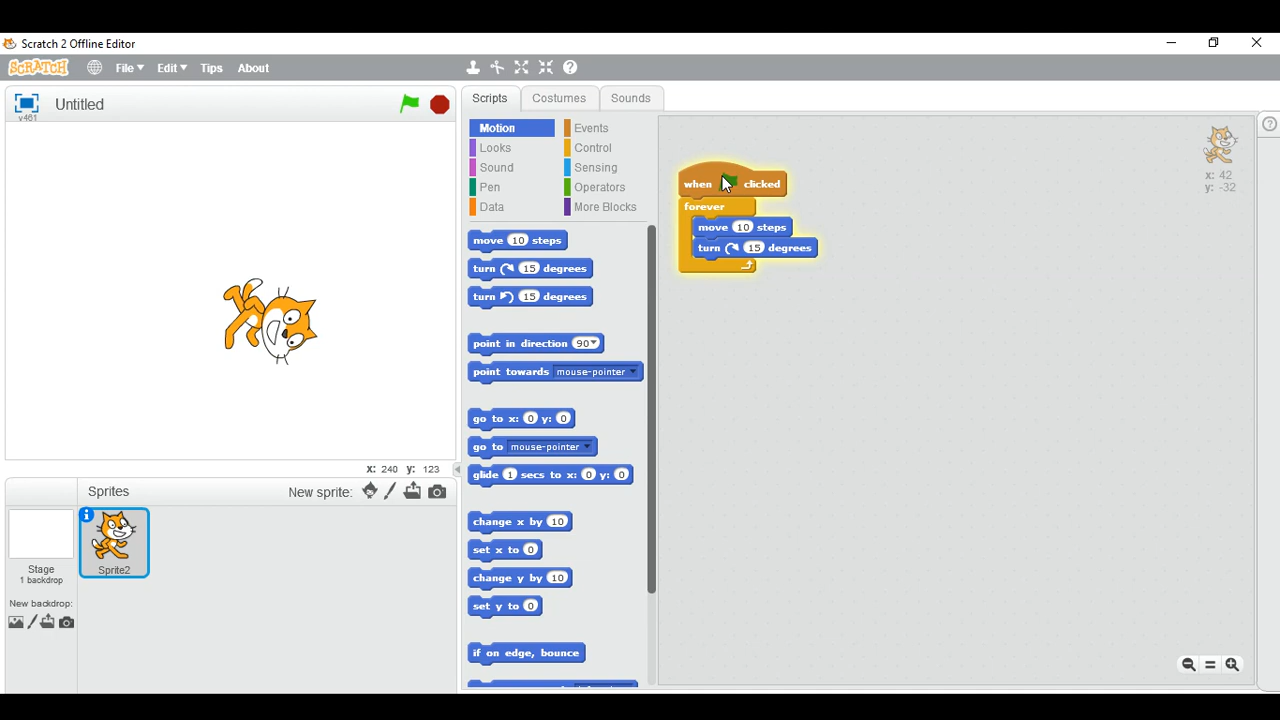 Scratch 2 Offline Editor
SCRATCH File Edit Tips About
Untitled
v461
Scripts Costumes Sounds
Motion Events
Looks Control
Sound Sensing
Pen Operators
Data More Blocks
move 10 steps
turn 15 degrees
turn 15 degrees
point in direction 90
point towards mouse-pointer
go to x: 0 y: 0
go to mouse-pointer
glide 1 secs to x: 0 y: 0
change x by 10
set x to 0
change y by 10
set y to 0
if on edge, bounce
when clicked
forever
move 10 steps
turn 15 degrees
x: 42
y: -32
x: 240 y: 123
Sprites New sprite:
Sprite2
Stage
1 backdrop
New backdrop: